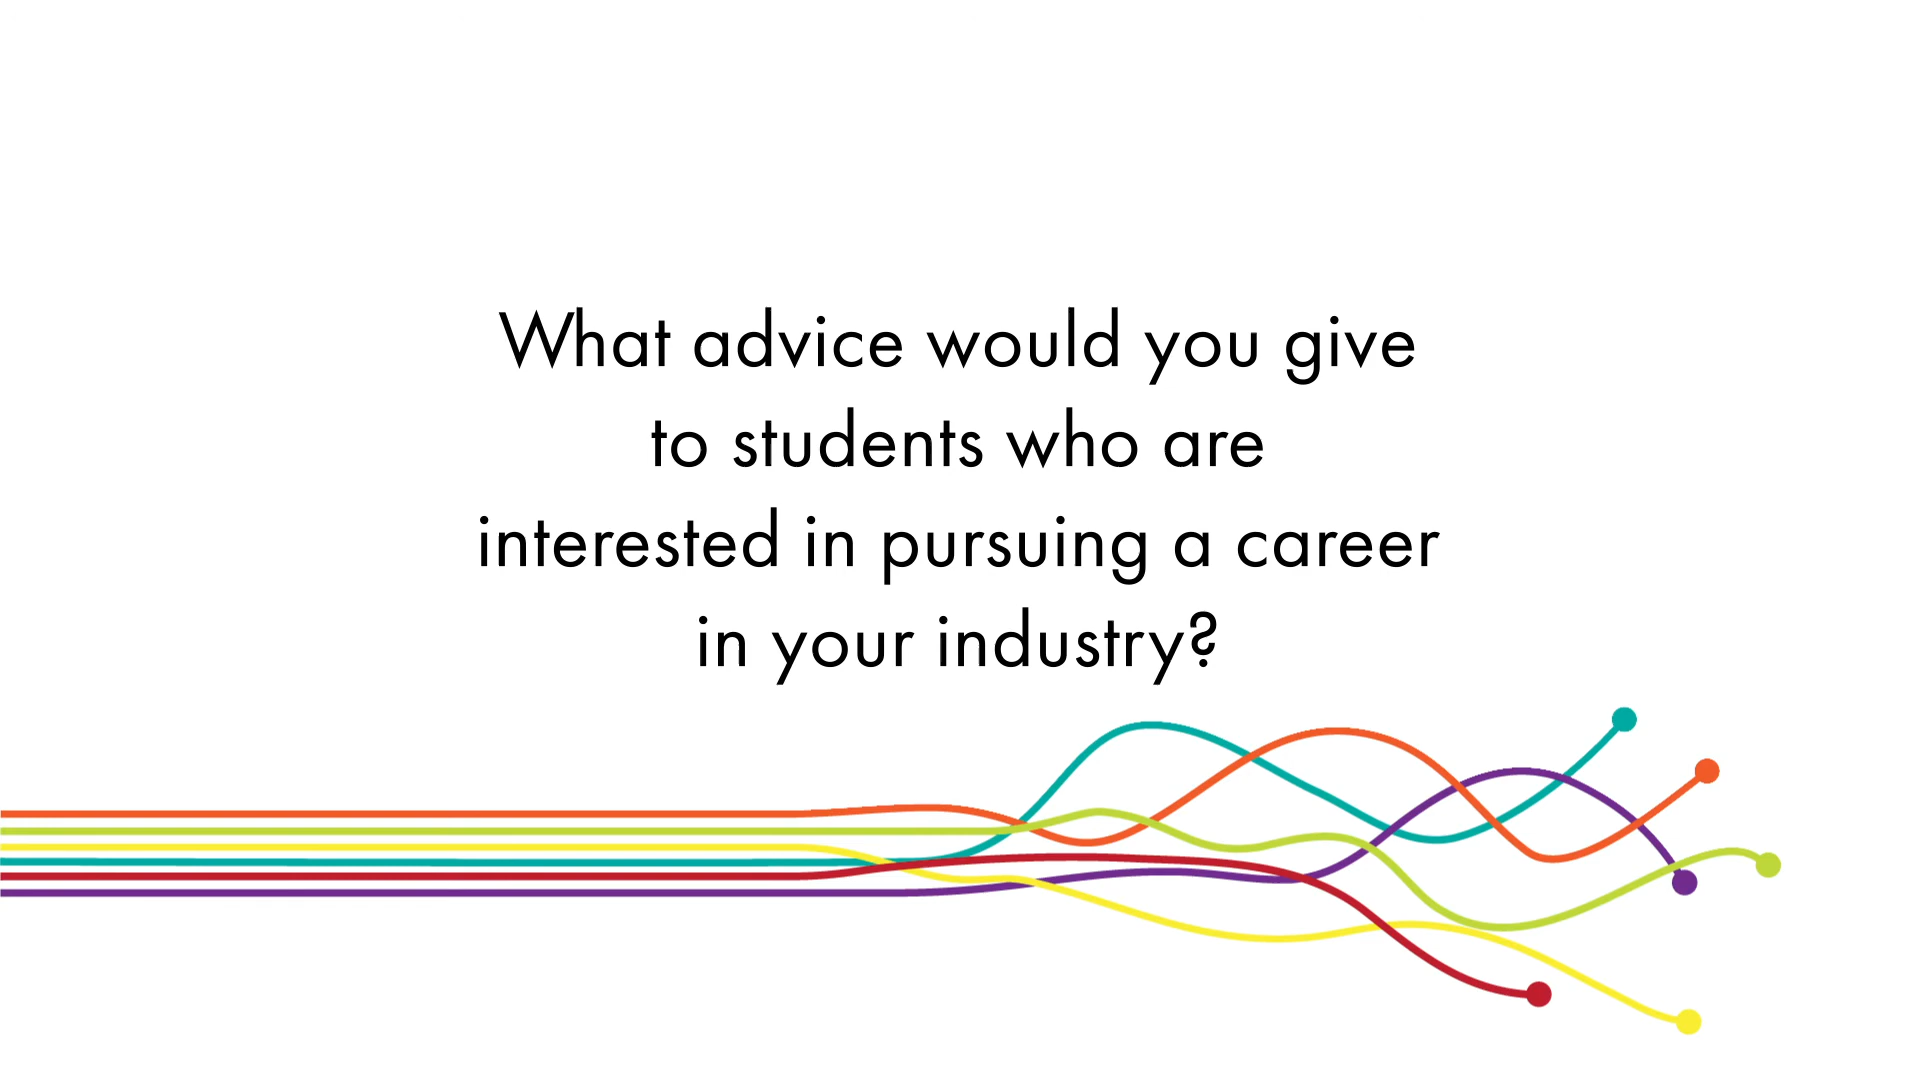 What advice would you give
to students who are
interested in pursuing a career
in your industry?